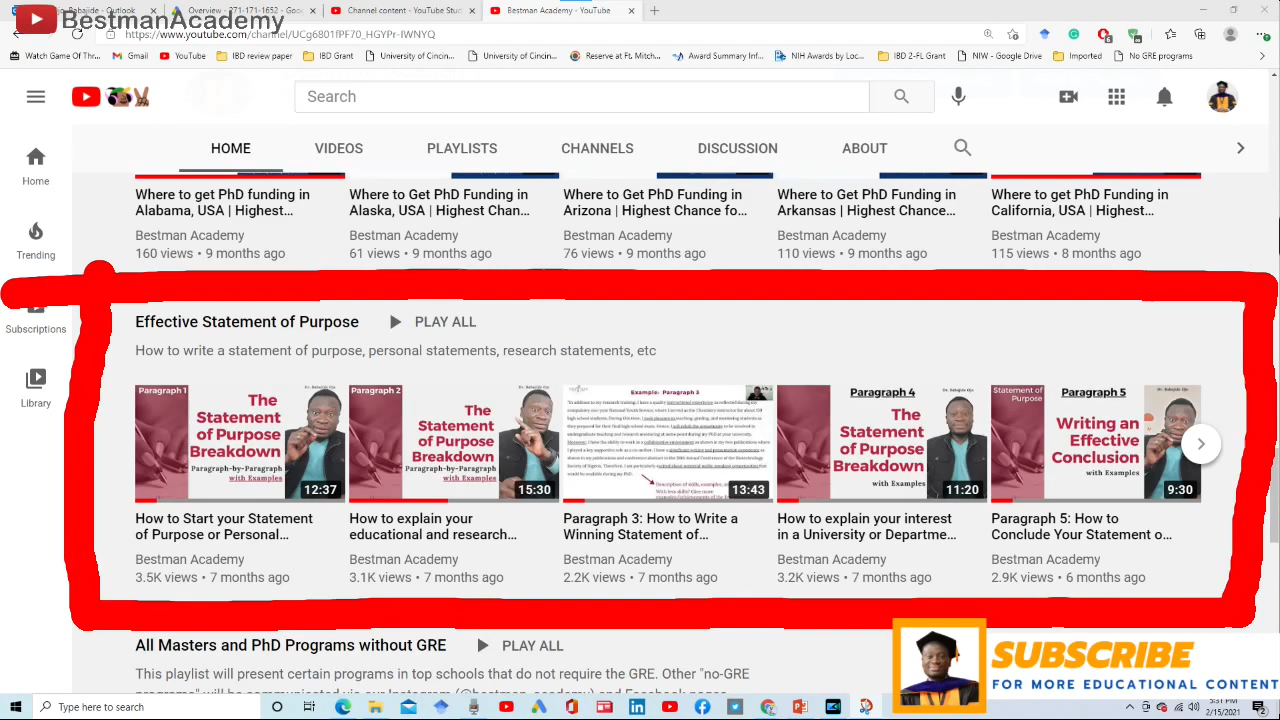 BestmanAcademy
Overview - 271-171-1652 - Goo
Channel content - YouTube Stud
Bestman Academy - YouTube
https://www.youtube.com/channel/UCg6801fPF70_HGYPr-IWNYQ
Watch Game Of Thr...
Gmail
YouTube
IBD review paper
IBD Grant
University of Cincin...
University of Cincin...
Reserve at Ft. Mitch...
Award Summary Inf...
NIH Awards by Loc...
IBD 2-FL Grant
NIW - Google Drive
Imported
No GRE programs
Search
HOME
VIDEOS
PLAYLISTS
CHANNELS
DISCUSSION
ABOUT
Home
Trending
Subscriptions
Library
Where to get PhD funding in Alabama, USA | Highest...
Bestman Academy
160 views • 9 months ago
Where to Get PhD Funding in Alaska, USA | Highest Chan...
Bestman Academy
61 views • 9 months ago
Where to Get PhD Funding in Arizona | Highest Chance fo...
Bestman Academy
76 views • 9 months ago
Where to Get PhD Funding in Arkansas | Highest Chance...
Bestman Academy
110 views • 9 months ago
Where to get PhD Funding in California, USA | Highest...
Bestman Academy
115 views • 8 months ago
Effective Statement of Purpose
PLAY ALL
How to write a statement of purpose, personal statements, research statements, etc
Paragraph 1
The
Statement
of Purpose
Breakdown
Paragraph-by-Paragraph
with Examples
12:37
Paragraph 2
The
Statement
of Purpose
Breakdown
Paragraph-by-Paragraph
with Examples
15:30
Example: Paragraph 3
13:43
Paragraph 4
The
Statement
of Purpose
Breakdown
with Examples
11:20
Statement of
Purpose
Paragraph 5
Writing an
Effective
Conclusion
with Examples
9:30
How to Start your Statement
of Purpose or Personal...
Bestman Academy
3.5K views • 7 months ago
How to explain your
educational and research...
Bestman Academy
3.1K views • 7 months ago
Paragraph 3: How to Write a
Winning Statement of...
Bestman Academy
2.2K views • 7 months ago
How to explain your interest
in a University or Departme...
Bestman Academy
3.2K views • 7 months ago
Paragraph 5: How to
Conclude Your Statement o...
Bestman Academy
2.9K views • 6 months ago
All Masters and PhD Programs without GRE
PLAY ALL
This playlist will present certain programs in top schools that do not require the GRE. Other "no-GRE
SUBSCRIBE
FOR MORE EDUCATIONAL CONTENT
Type here to search
2/15/2021